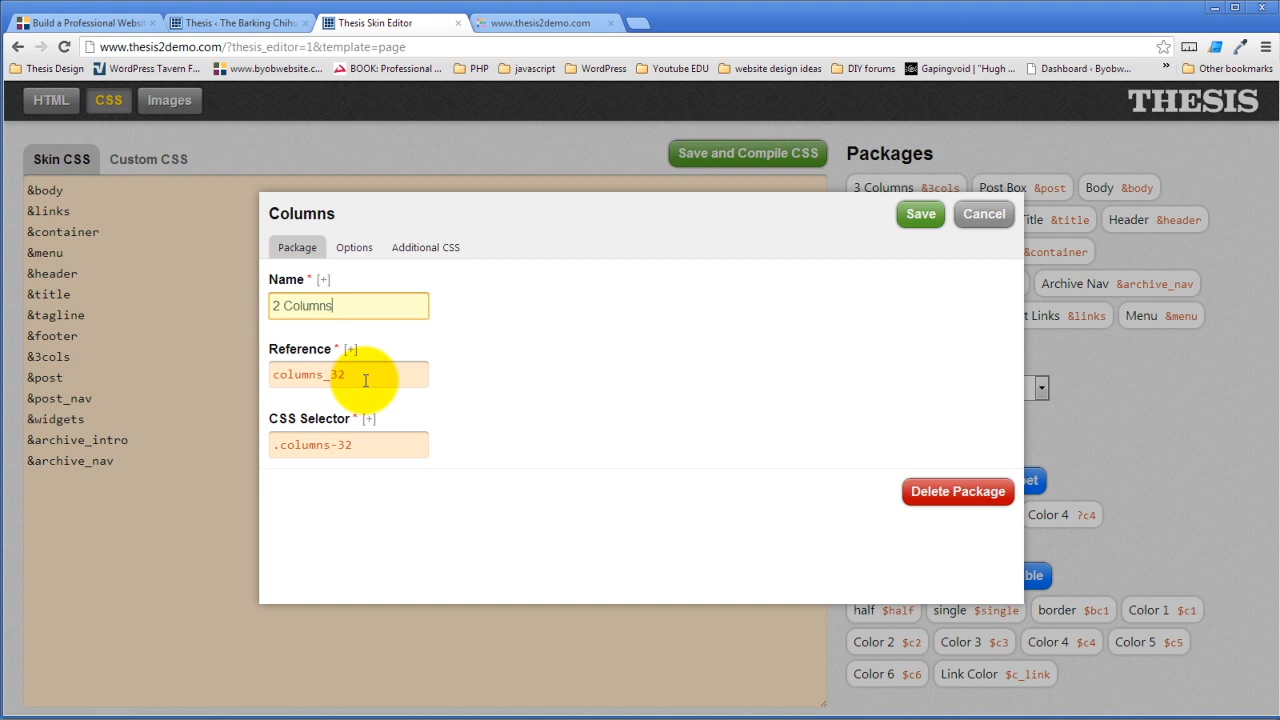 Build a Professional Websit
Thesis ‹ The Barking Chihu
Thesis Skin Editor
www.thesis2demo.com
www.thesis2demo.com/?thesis_editor=1&template=page
Thesis Design
WordPress Tavern F...
www.byobwebsite.c...
BOOK: Professional ...
PHP
javascript
WordPress
Youtube EDU
website design ideas
DIY forums
Gapingvoid | "Hugh ...
Dashboard ‹ Byobw...
»
Other bookmarks
HTML
CSS
Images
THESIS
Skin CSS
Custom CSS
Save and Compile CSS
Packages
&body
&links
&container
&menu
&header
&title
&tagline
&footer
&3cols
&post
&post_nav
&widgets
&archive_intro
&archive_nav
Columns
Save
Cancel
Package
Options
Additional CSS
Name * [+]
2 Columns
Reference * [+]
columns_32
CSS Selector * [+]
.columns-32
Delete Package
3 Columns &3cols
Post Box &post
Body &body
Title &title
Header &header
&container
Archive Nav &archive_nav
t Links &links
Menu &menu
et
Color 4 ?c4
ble
half $half
single $single
border $bc1
Color 1 $c1
Color 2 $c2
Color 3 $c3
Color 4 $c4
Color 5 $c5
Color 6 $c6
Link Color $c_link